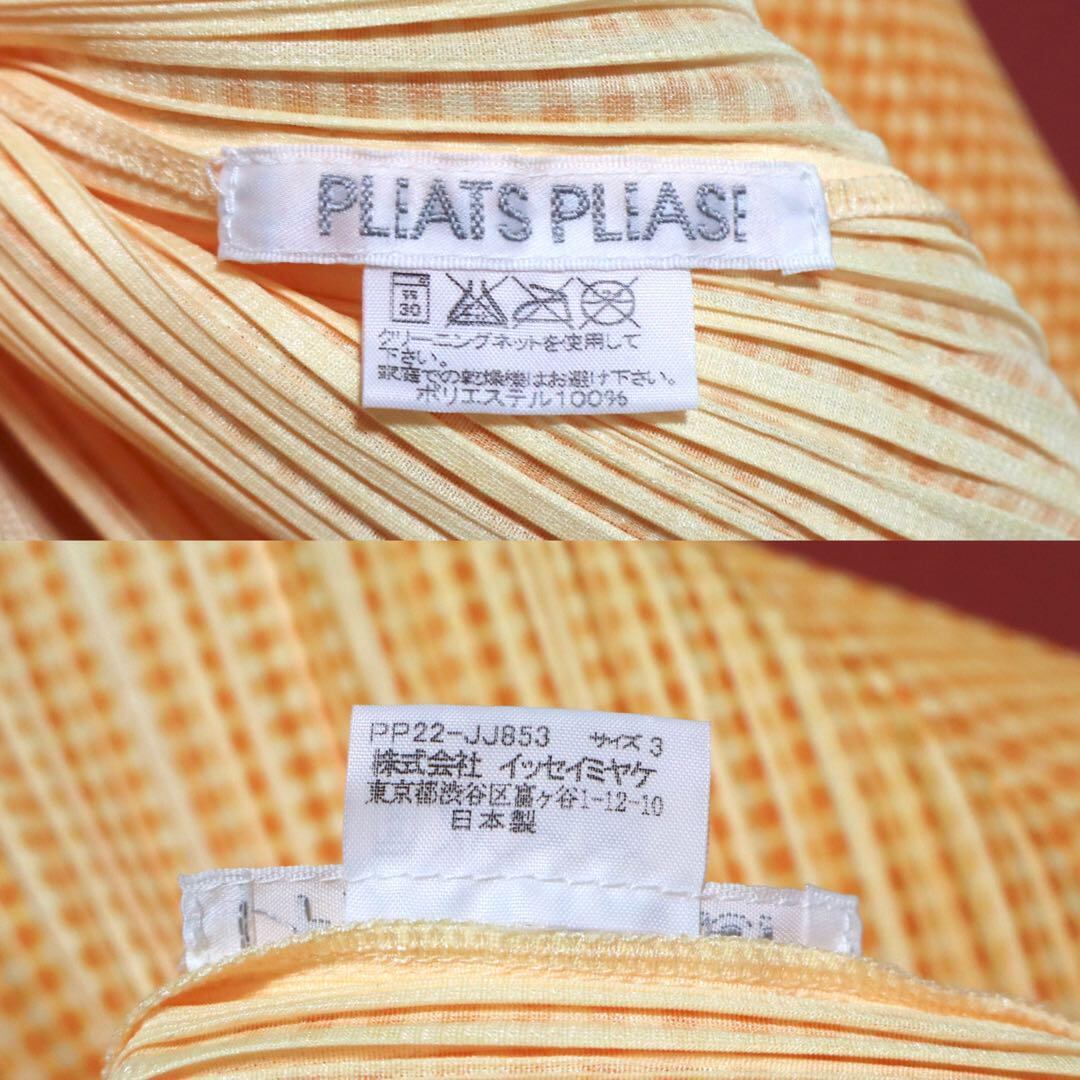 PLEATS PLEASE
30
クリーニングネットを使用して
下さい。
家庭での乾燥機はお避け下さい。
ポリエステル100%
PP22-JJ853 サイズ 3
株式会社 イッセイミヤケ
東京都渋谷区富ヶ谷1-12-10
日本製